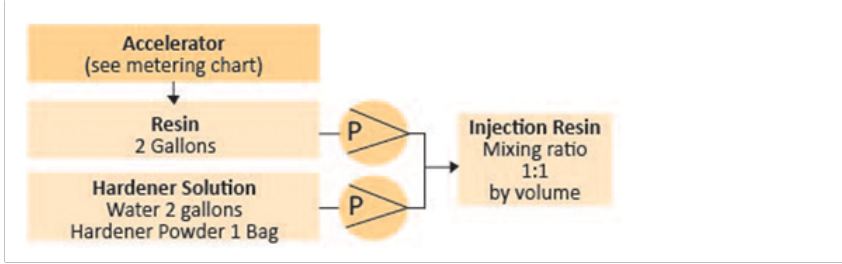 Accelerator
(see metering chart)
Resin
2 Gallons
P
Hardener Solution
Water 2 gallons
Hardener Powder 1 Bag
P
Injection Resin
Mixing ratio
1:1
by volume